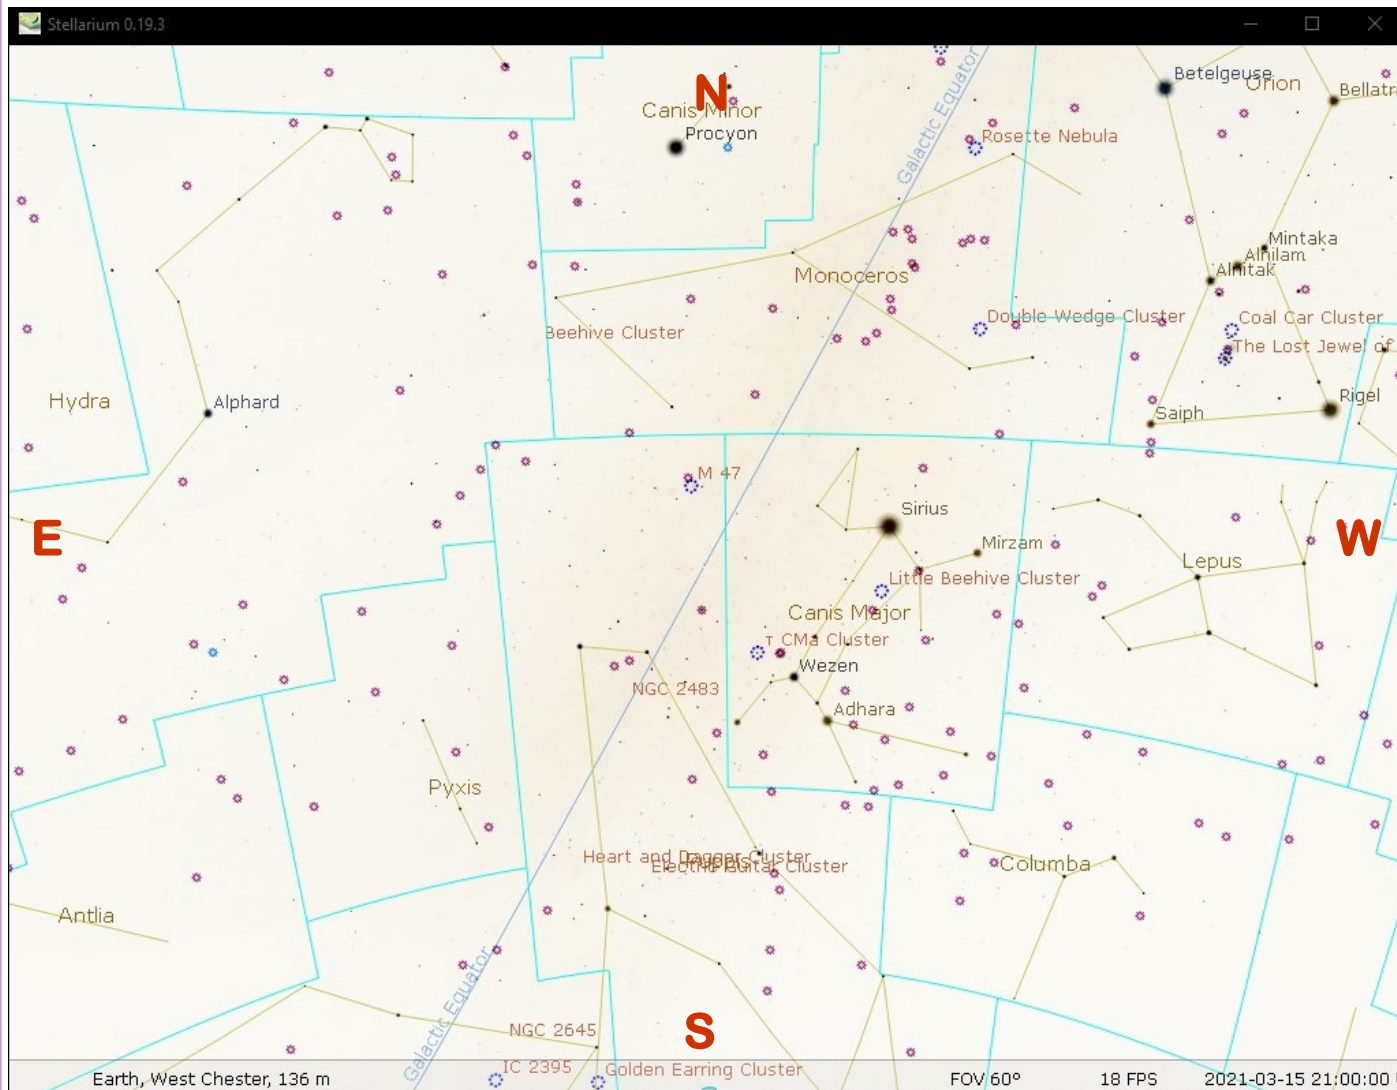 Stellarium 0.19.3
N
Betelgeuse
Orion
Bellatri
Canis Minor
Procyon
Galactic Equator
Rosette Nebula
Mintaka
Alnilam
Alnitak
Monoceros
Double Wedge Cluster
Coal Car Cluster
Beehive Cluster
The Lost Jewel of
Hydra
Alphard
Saiph
Rigel
M 47
Sirius
E
Mirzam
W
Lepus
Little Beehive Cluster
Canis Major
τ CMa Cluster
Wezen
NGC 2483
Adhara
Pyxis
Heart and Dagger Cluster
Puppis
Electric Guitar Cluster
Columba
Antlia
Galactic Equator
NGC 2645
S
IC 2395
Golden Earring Cluster
Earth, West Chester, 136 m
FOV 60°
18 FPS
2021-03-15 21:00:00